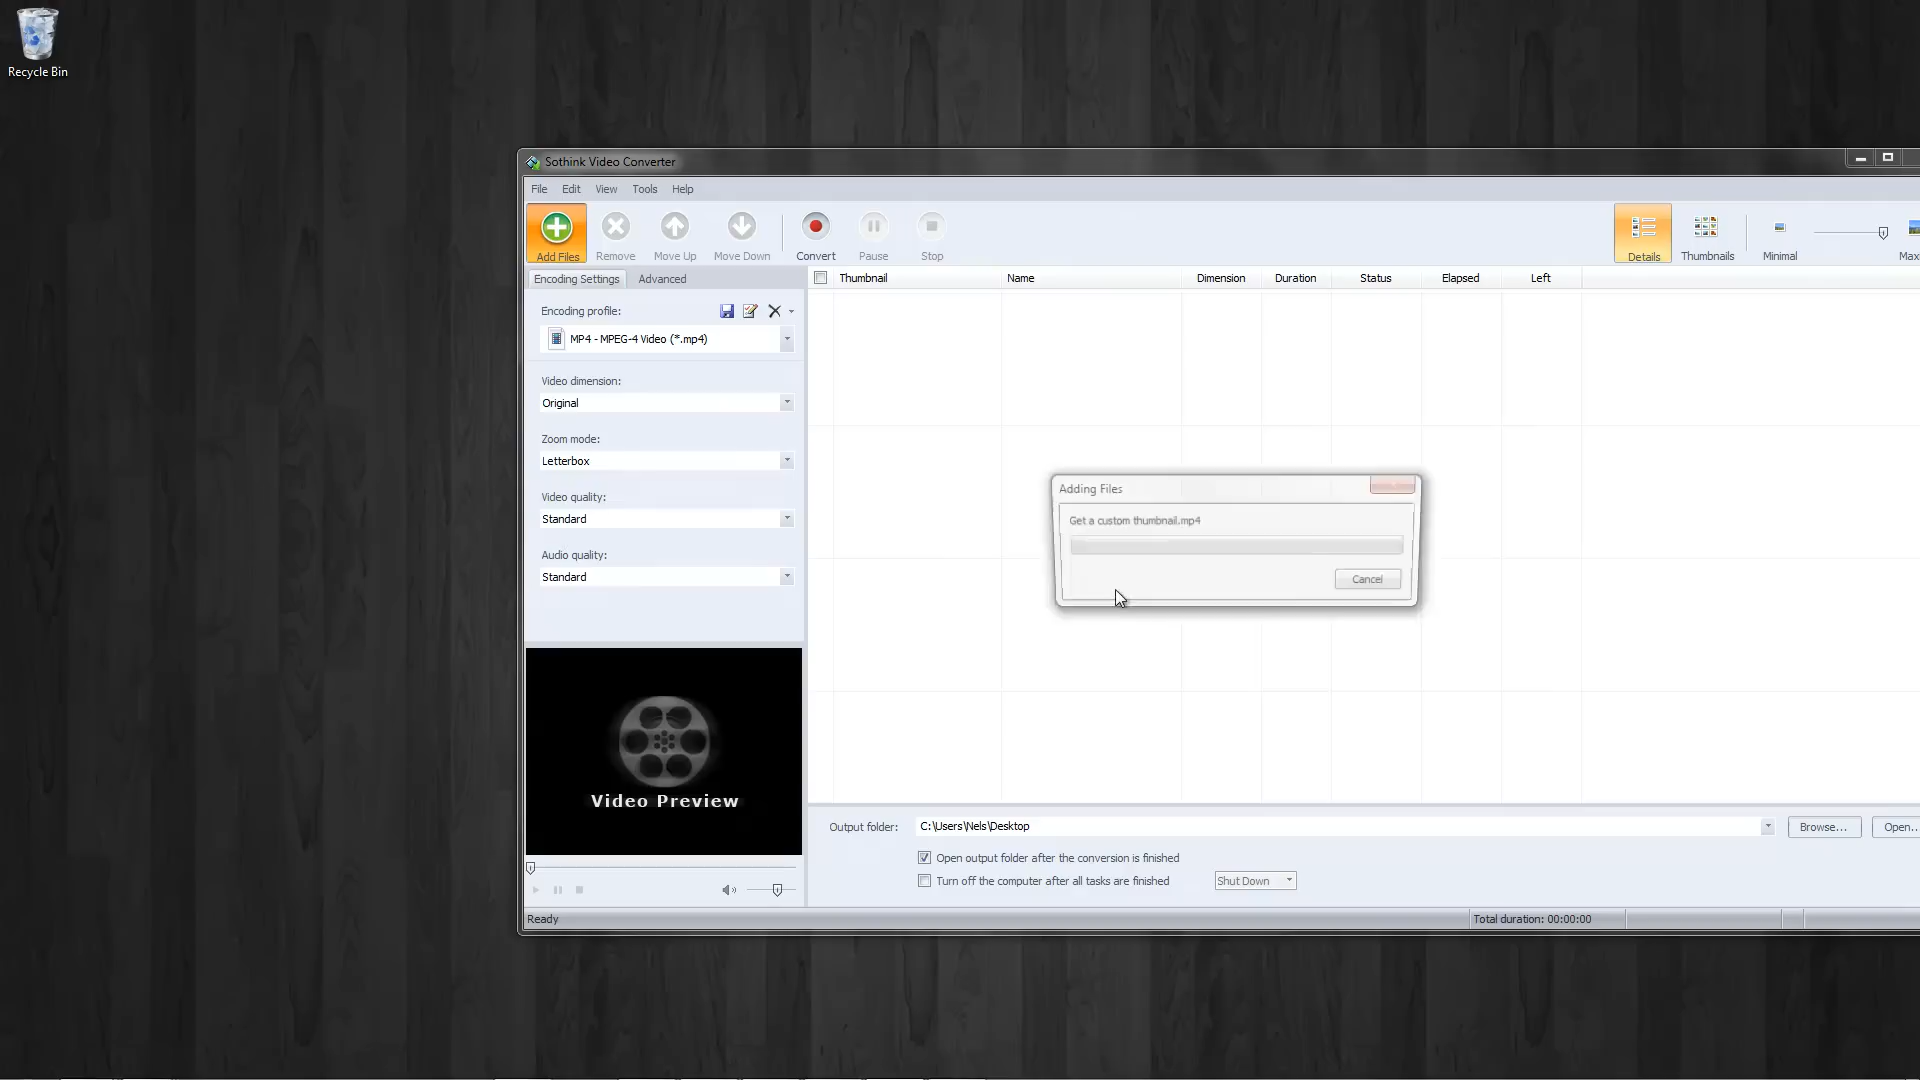 Recycle Bin
Sothink Video Converter
File Edit View Tools Help
Add Files Remove Move Up Move Down Convert Pause Stop Details Thumbnails Minimal
Encoding Settings Advanced
Thumbnail Name Dimension Duration Status Elapsed Left
Encoding profile:
MP4 - MPEG-4 Video (*.mp4)
Video dimension:
Original
Zoom mode:
Letterbox
Video quality:
Standard
Audio quality:
Standard
Adding Files
Get a custom thumbnail.mp4
Cancel
Video Preview
Output folder: C:\Users\Nels\Desktop Browse... Open...
Open output folder after the conversion is finished
Turn off the computer after all tasks are finished Shut Down
Ready Total duration: 00:00:00